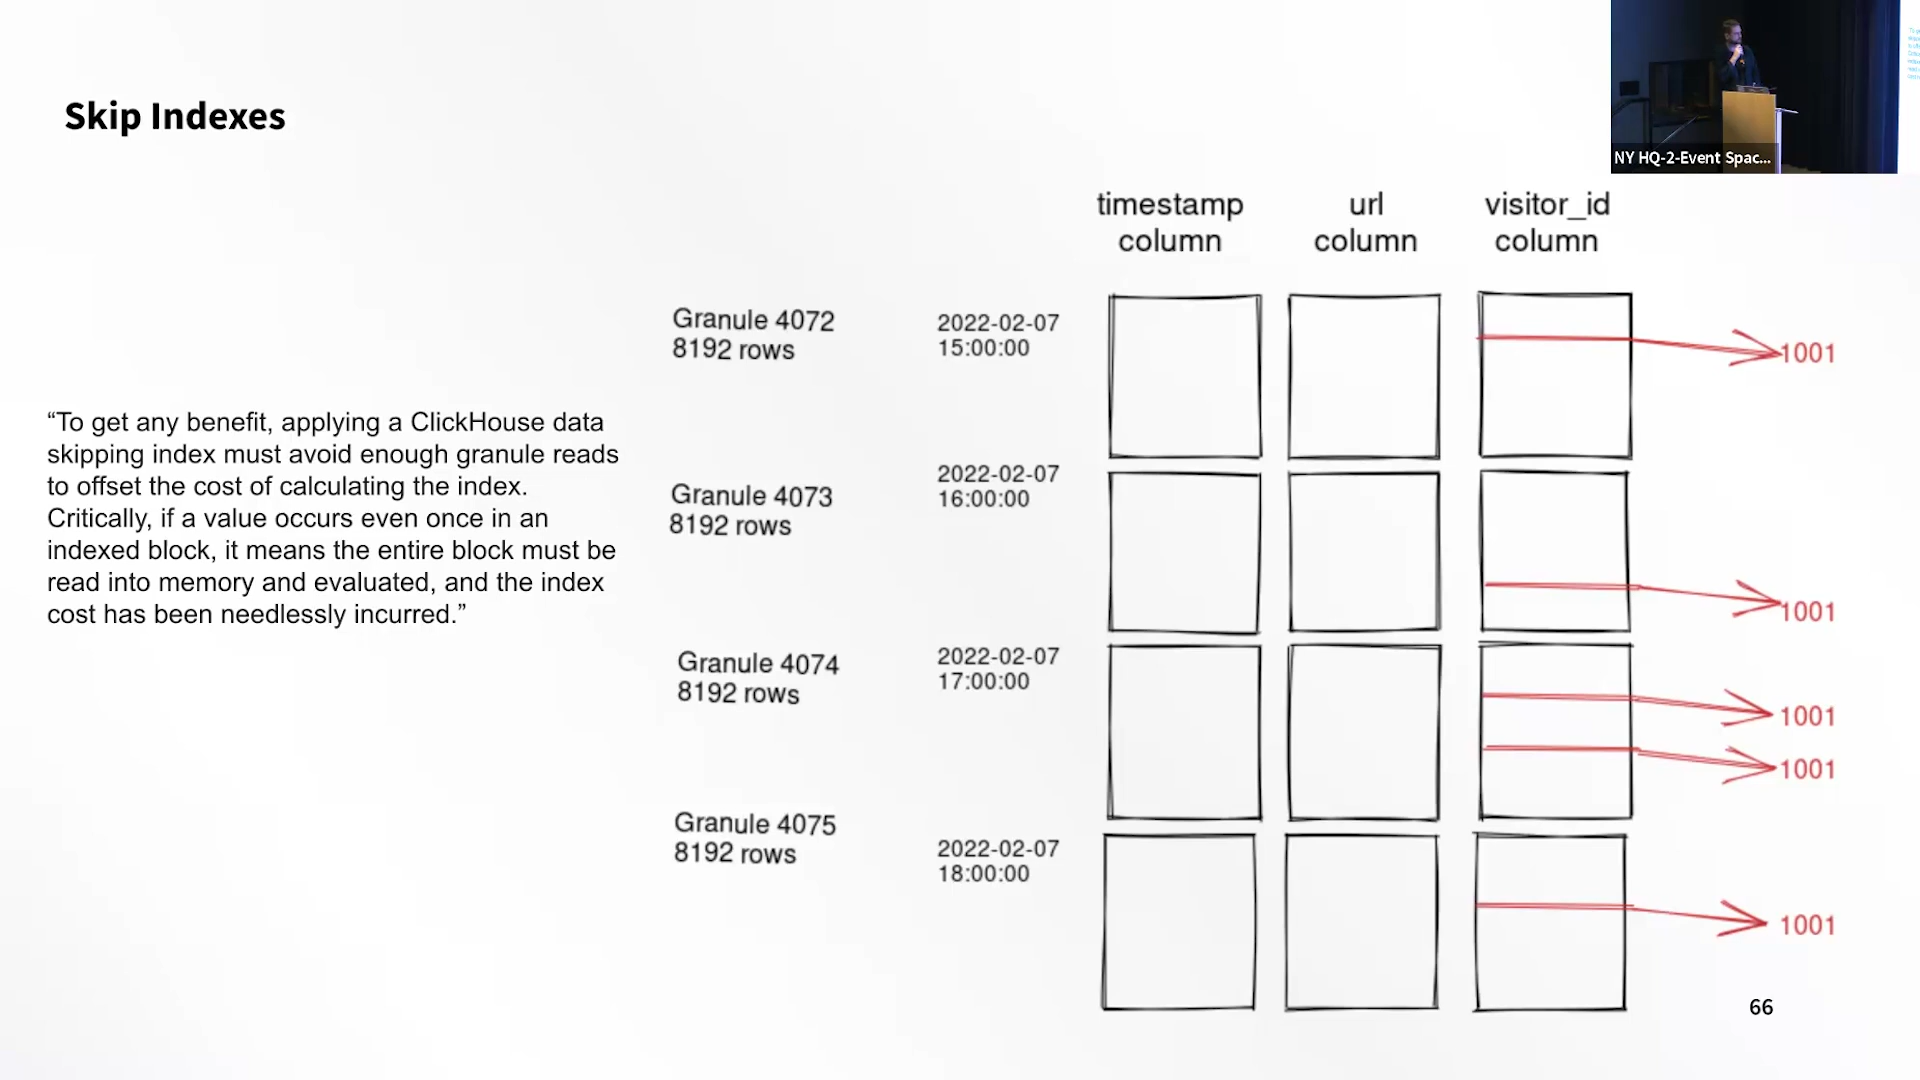 NY HQ-2-Event Spac...
Skip Indexes
“To get any benefit, applying a ClickHouse data
skipping index must avoid enough granule reads
to offset the cost of calculating the index.
Critically, if a value occurs even once in an
indexed block, it means the entire block must be
read into memory and evaluated, and the index
cost has been needlessly incurred.”
timestamp
column
url
column
visitor_id
column
Granule 4072
8192 rows
2022-02-07
15:00:00
1001
Granule 4073
8192 rows
2022-02-07
16:00:00
1001
Granule 4074
8192 rows
2022-02-07
17:00:00
1001
1001
Granule 4075
8192 rows
2022-02-07
18:00:00
1001
66